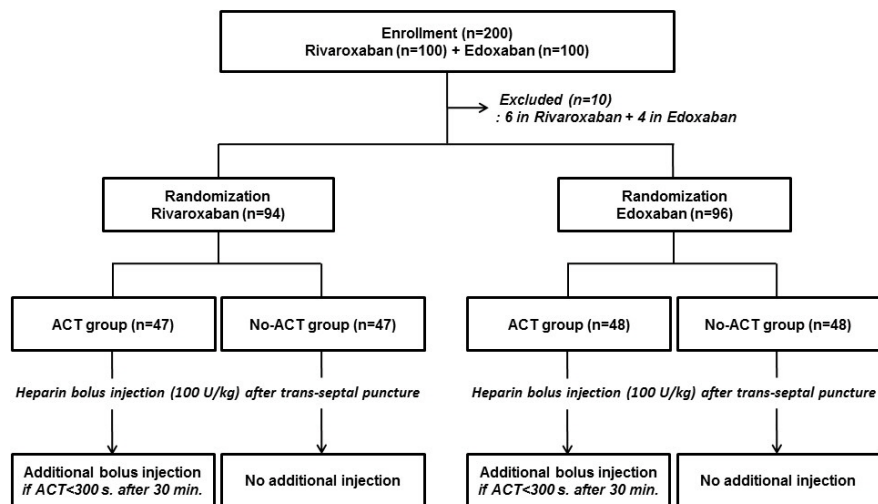 Enrollment (n=200)
Rivaroxaban (n=100) + Edoxaban (n=100)
Excluded (n=10)
: 6 in Rivaroxaban + 4 in Edoxaban
Randomization
Rivaroxaban (n=94)
Randomization
Edoxaban (n=96)
ACT group (n=47)
No-ACT group (n=47)
ACT group (n=48)
No-ACT group (n=48)
Heparin bolus injection (100 U/kg) after trans-septal puncture
Heparin bolus injection (100 U/kg) after trans-septal puncture
Additional bolus injection
if ACT<300 s. after 30 min.
No additional injection
Additional bolus injection
if ACT<300 s. after 30 min.
No additional injection